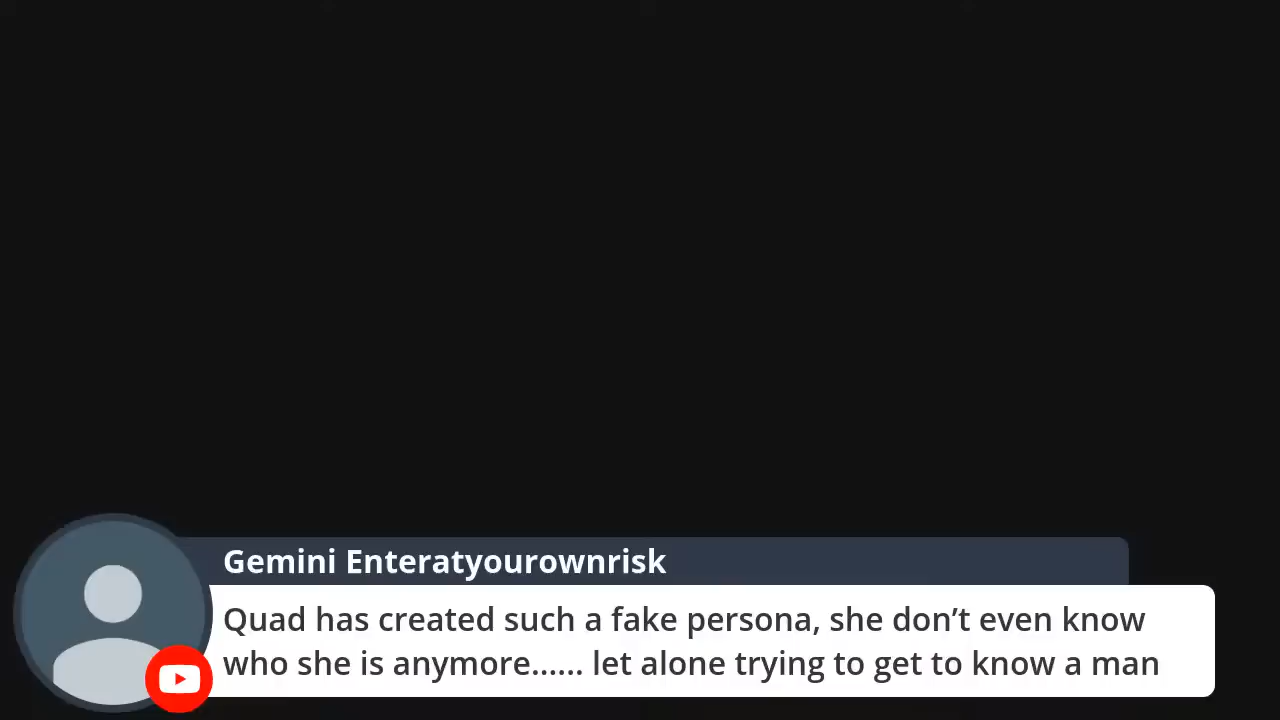 Gemini Enteratyourownrisk
Quad has created such a fake persona, she don’t even know
who she is anymore...... let alone trying to get to know a man